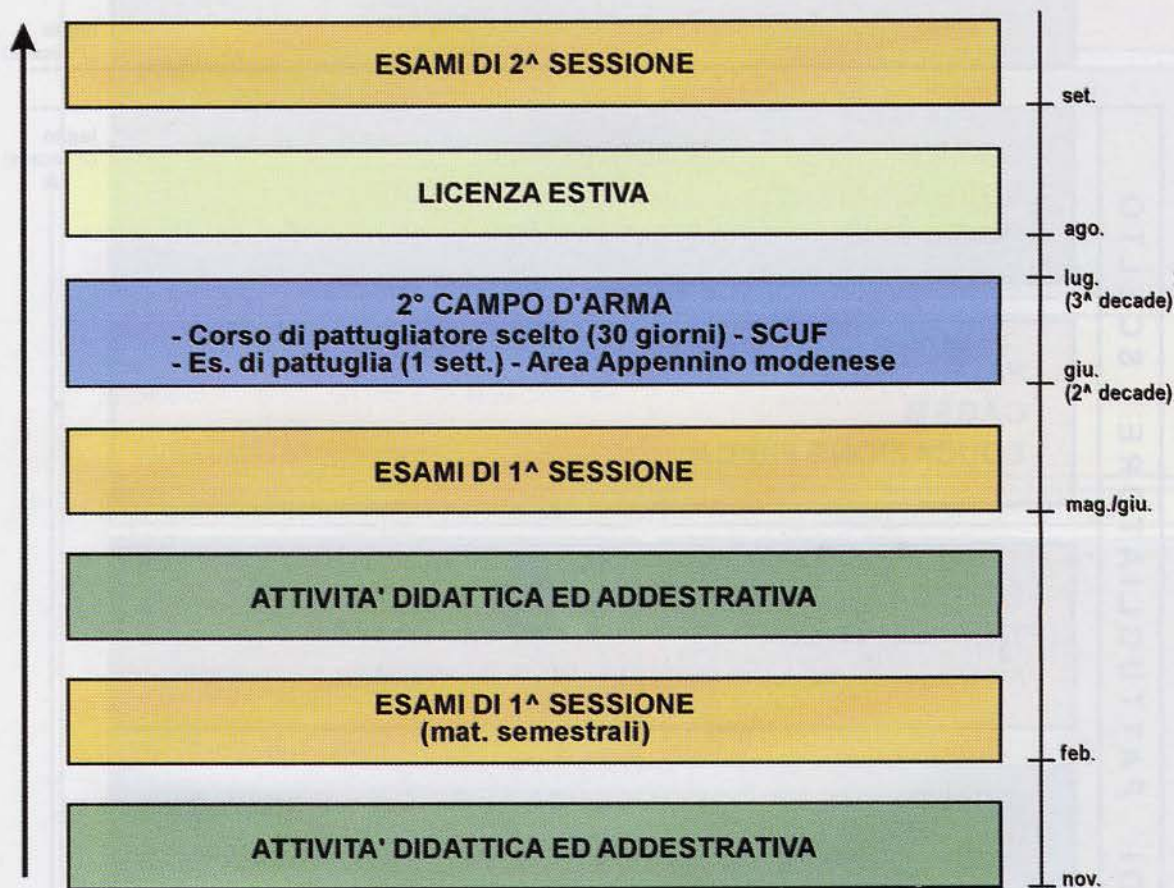 ESAMI DI 2^ SESSIONE
set.
LICENZA ESTIVA
ago.
lug.
(3^ decade)
2° CAMPO D'ARMA
- Corso di pattugliatore scelto (30 giorni) - SCUF
- Es. di pattuglia (1 sett.) - Area Appennino modenese
giu.
(2^ decade)
ESAMI DI 1^ SESSIONE
mag./giu.
ATTIVITA' DIDATTICA ED ADDESTRATIVA
ESAMI DI 1^ SESSIONE
(mat. semestrali)
feb.
ATTIVITA' DIDATTICA ED ADDESTRATIVA
nov.